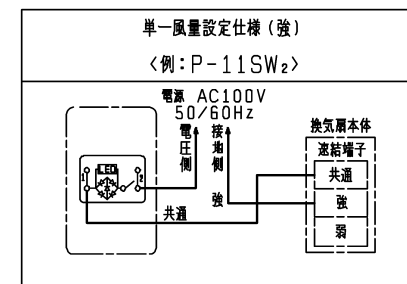 単一風量設定仕様（強）
〈例：P-11SW₂〉
電源 AC100V
50/60Hz
電圧側
接地側
換気扇本体
速結端子
共通
強
弱
1
LED
2
共通
強